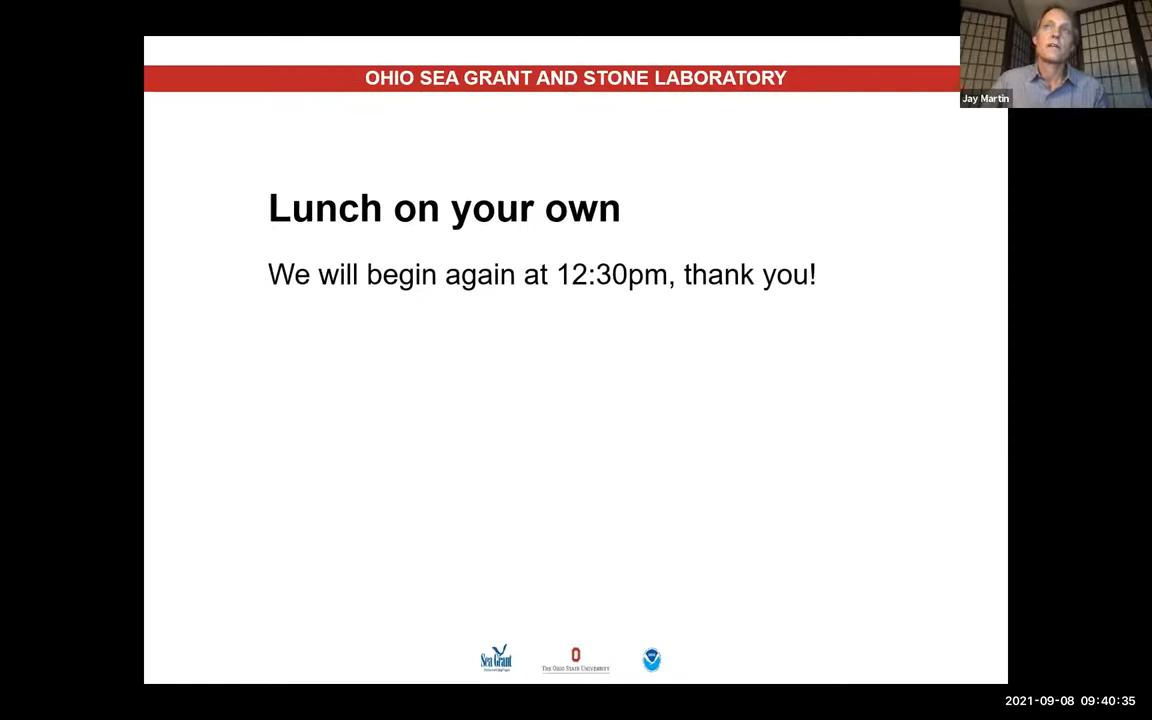 OHIO SEA GRANT AND STONE LABORATORY
Jay Martin
Lunch on your own
We will begin again at 12:30pm, thank you!
Sea Grant
THE OHIO STATE UNIVERSITY
2021-09-08 09:40:35